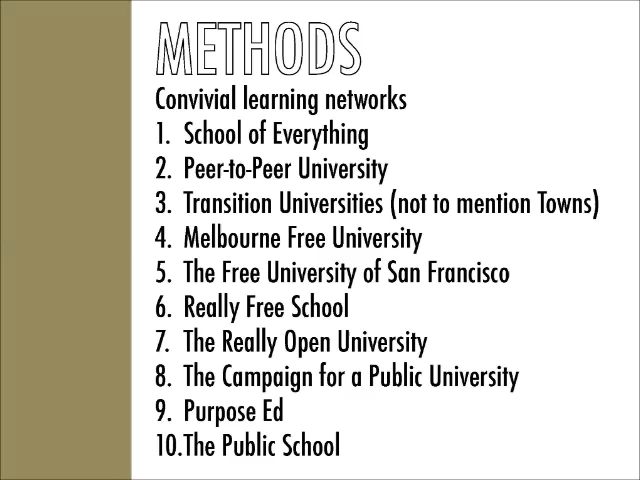 METHODS
Convivial learning networks
1. School of Everything
2. Peer-to-Peer University
3. Transition Universities (not to mention Towns)
4. Melbourne Free University
5. The Free University of San Francisco
6. Really Free School
7. The Really Open University
8. The Campaign for a Public University
9. Purpose Ed
10.The Public School